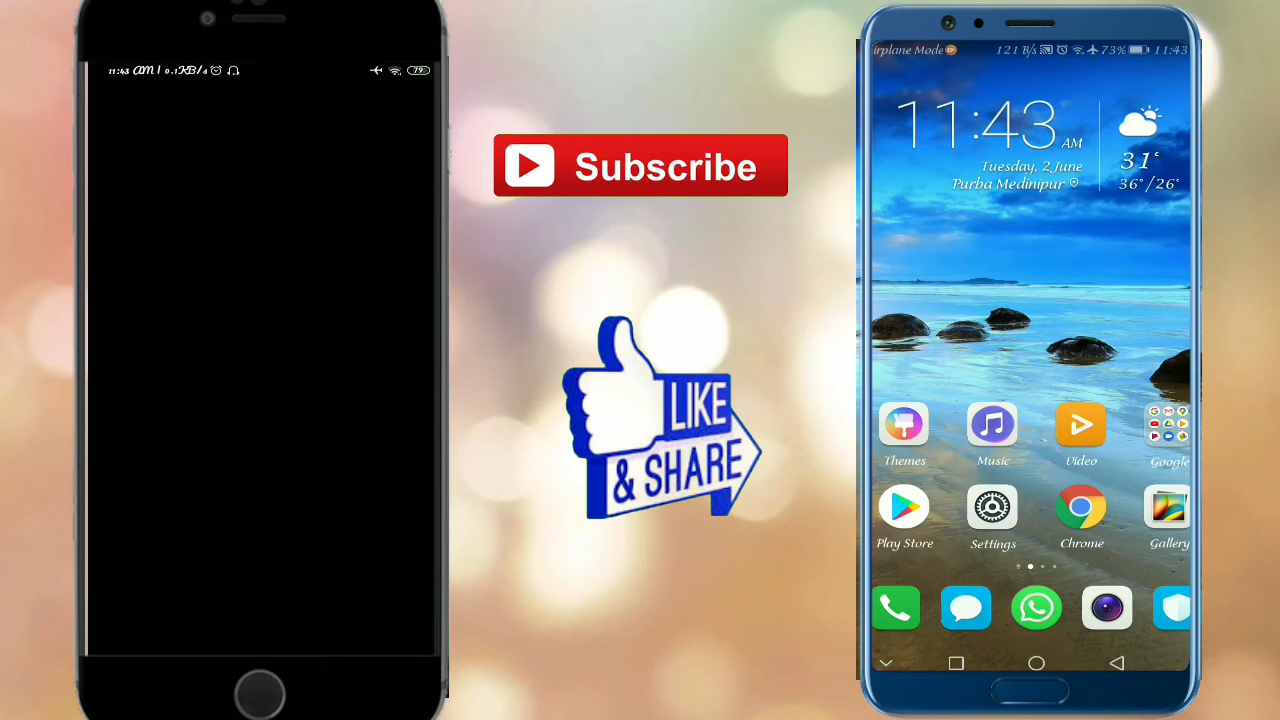 11:43 AM | 0.1KB/s
79
Subscribe
LIKE
& SHARE
irplane Mode
121 B/s
73%
11:43
11:43 AM
Tuesday, 2 June
Purba Medinipur
31°
36°/26°
Themes
Music
Video
Google
Play Store
Settings
Chrome
Gallery